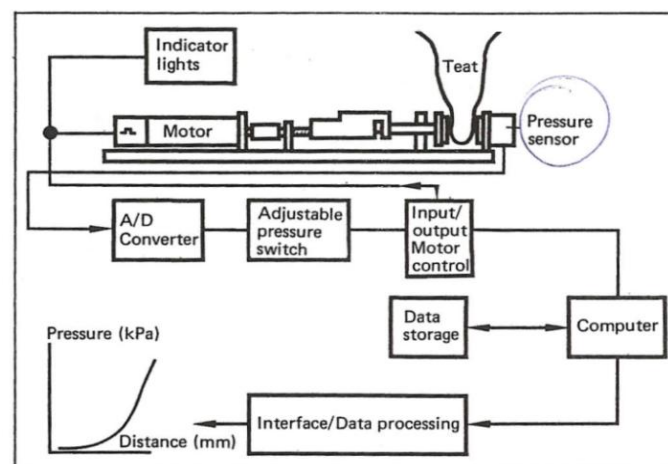 Indicator
lights
Teat
Motor
Pressure
sensor
A/D
Converter
Adjustable
pressure
switch
Input/
output
Motor
control
Data
storage
Computer
Pressure (kPa)
Distance (mm)
Interface/Data processing